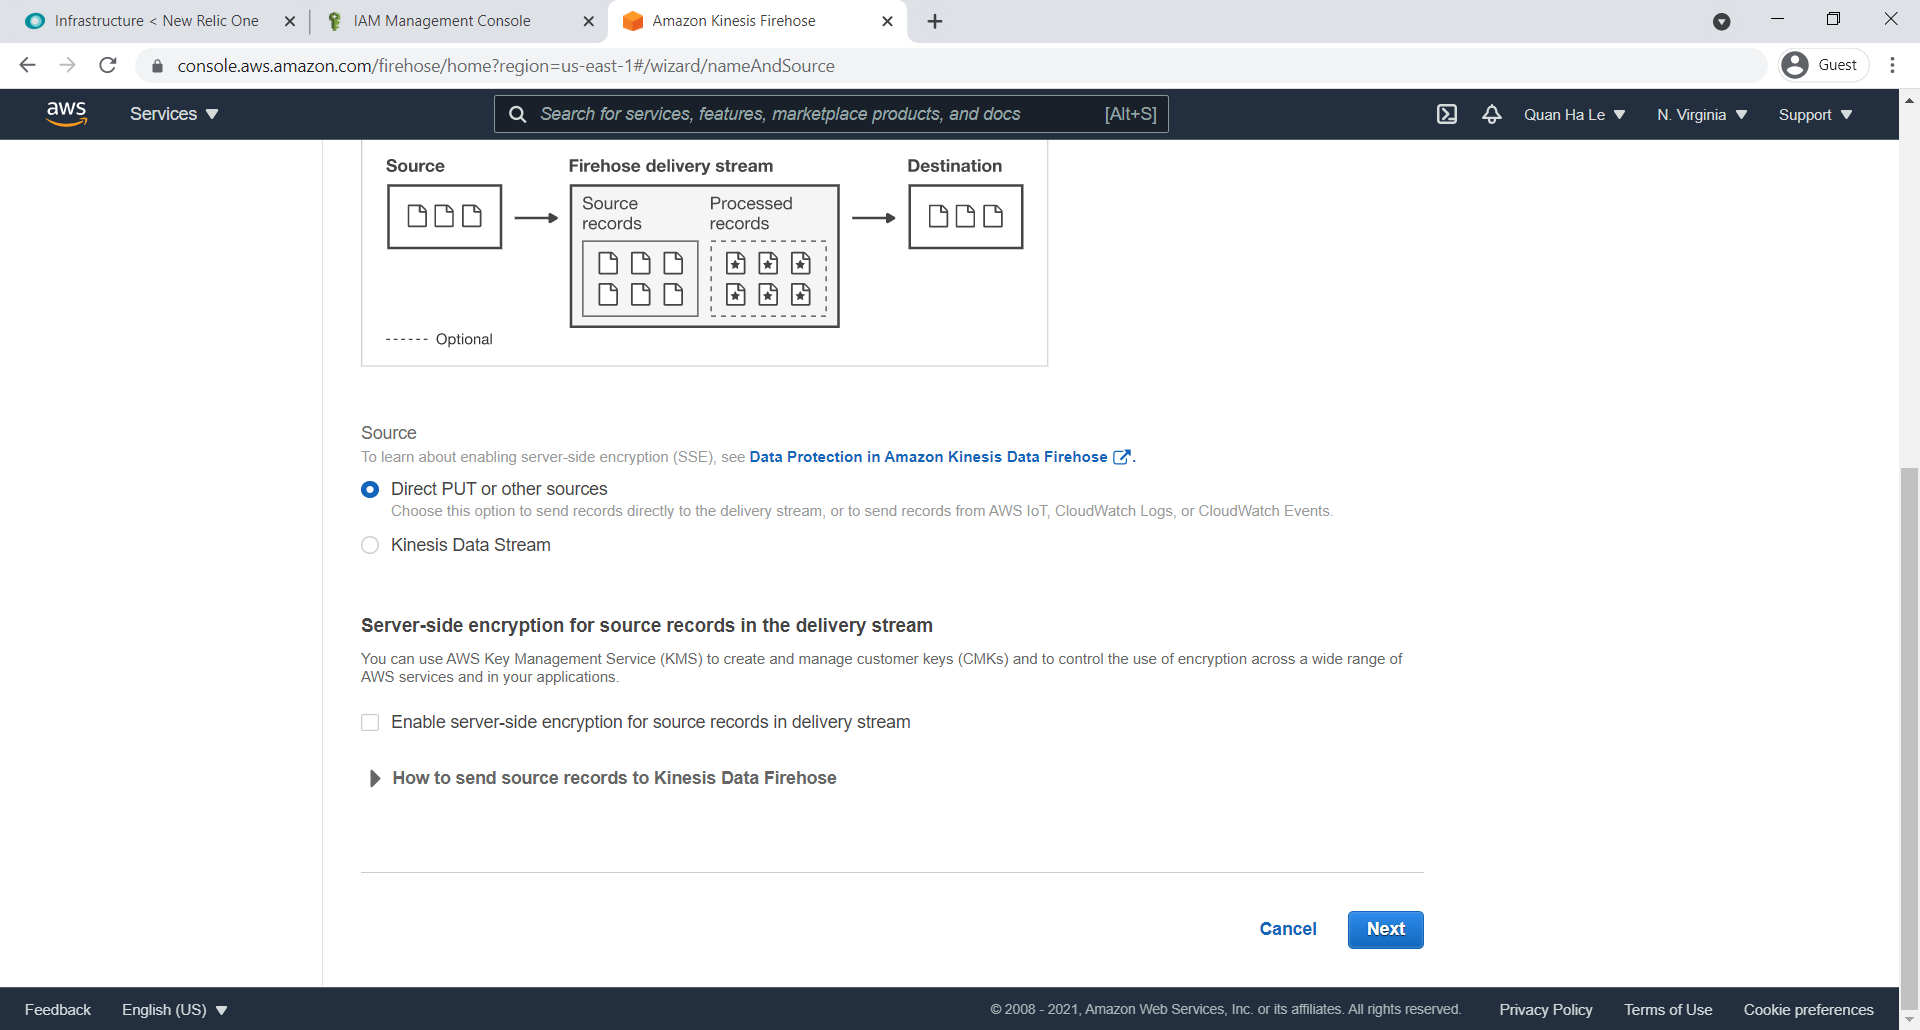 Infrastructure < New Relic One
IAM Management Console
Amazon Kinesis Firehose
console.aws.amazon.com/firehose/home?region=us-east-1#/wizard/nameAndSource
Guest
aws
Services
Search for services, features, marketplace products, and docs
[Alt+S]
Quan Ha Le
N. Virginia
Support
Source
Firehose delivery stream
Destination
Source
records
Processed
records
Optional
Source
To learn about enabling server-side encryption (SSE), see Data Protection in Amazon Kinesis Data Firehose.
Direct PUT or other sources
Choose this option to send records directly to the delivery stream, or to send records from AWS IoT, CloudWatch Logs, or CloudWatch Events.
Kinesis Data Stream
Server-side encryption for source records in the delivery stream
You can use AWS Key Management Service (KMS) to create and manage customer keys (CMKs) and to control the use of encryption across a wide range of
AWS services and in your applications.
Enable server-side encryption for source records in delivery stream
How to send source records to Kinesis Data Firehose
Cancel
Next
Feedback
English (US)
© 2008 - 2021, Amazon Web Services, Inc. or its affiliates. All rights reserved.
Privacy Policy
Terms of Use
Cookie preferences